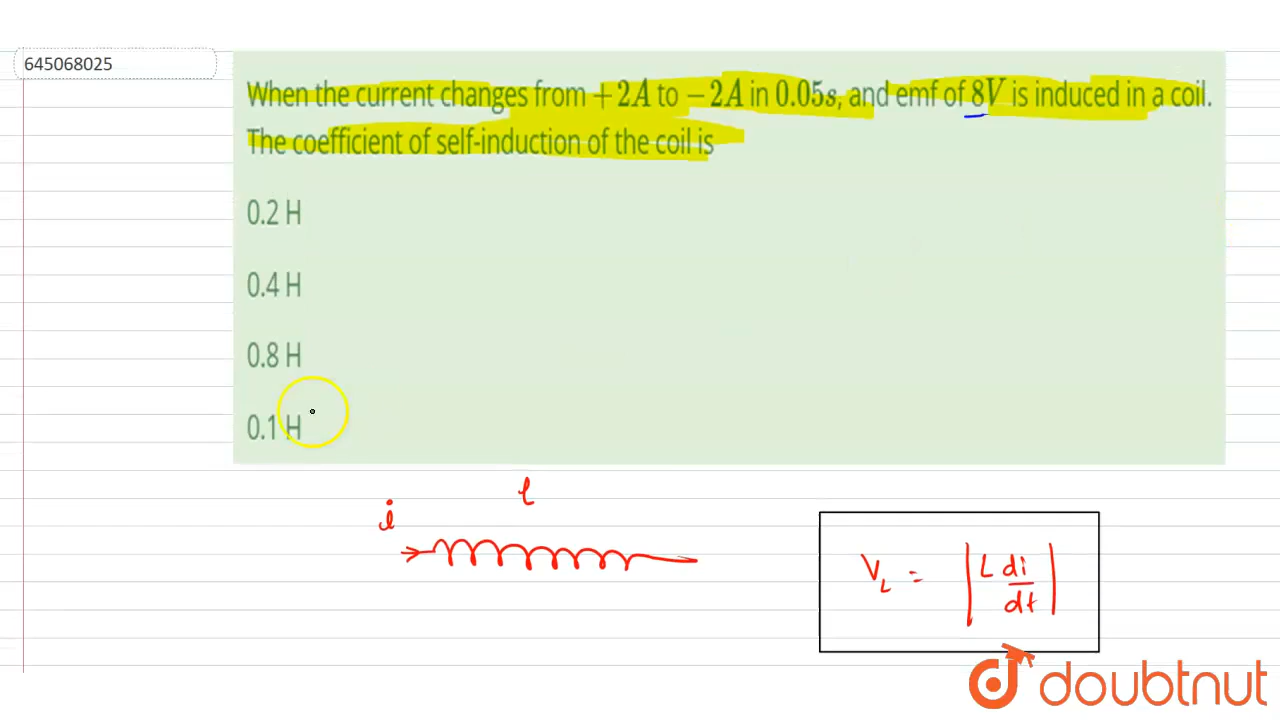 645068025
When the current changes from +2A to −2A in 0.05s, and emf of 8V is induced in a coil.
The coefficient of self-induction of the coil is
0.2 H
0.4 H
0.8 H
0.1 H
i
l
V_L = |L di/dt|
doubtnut